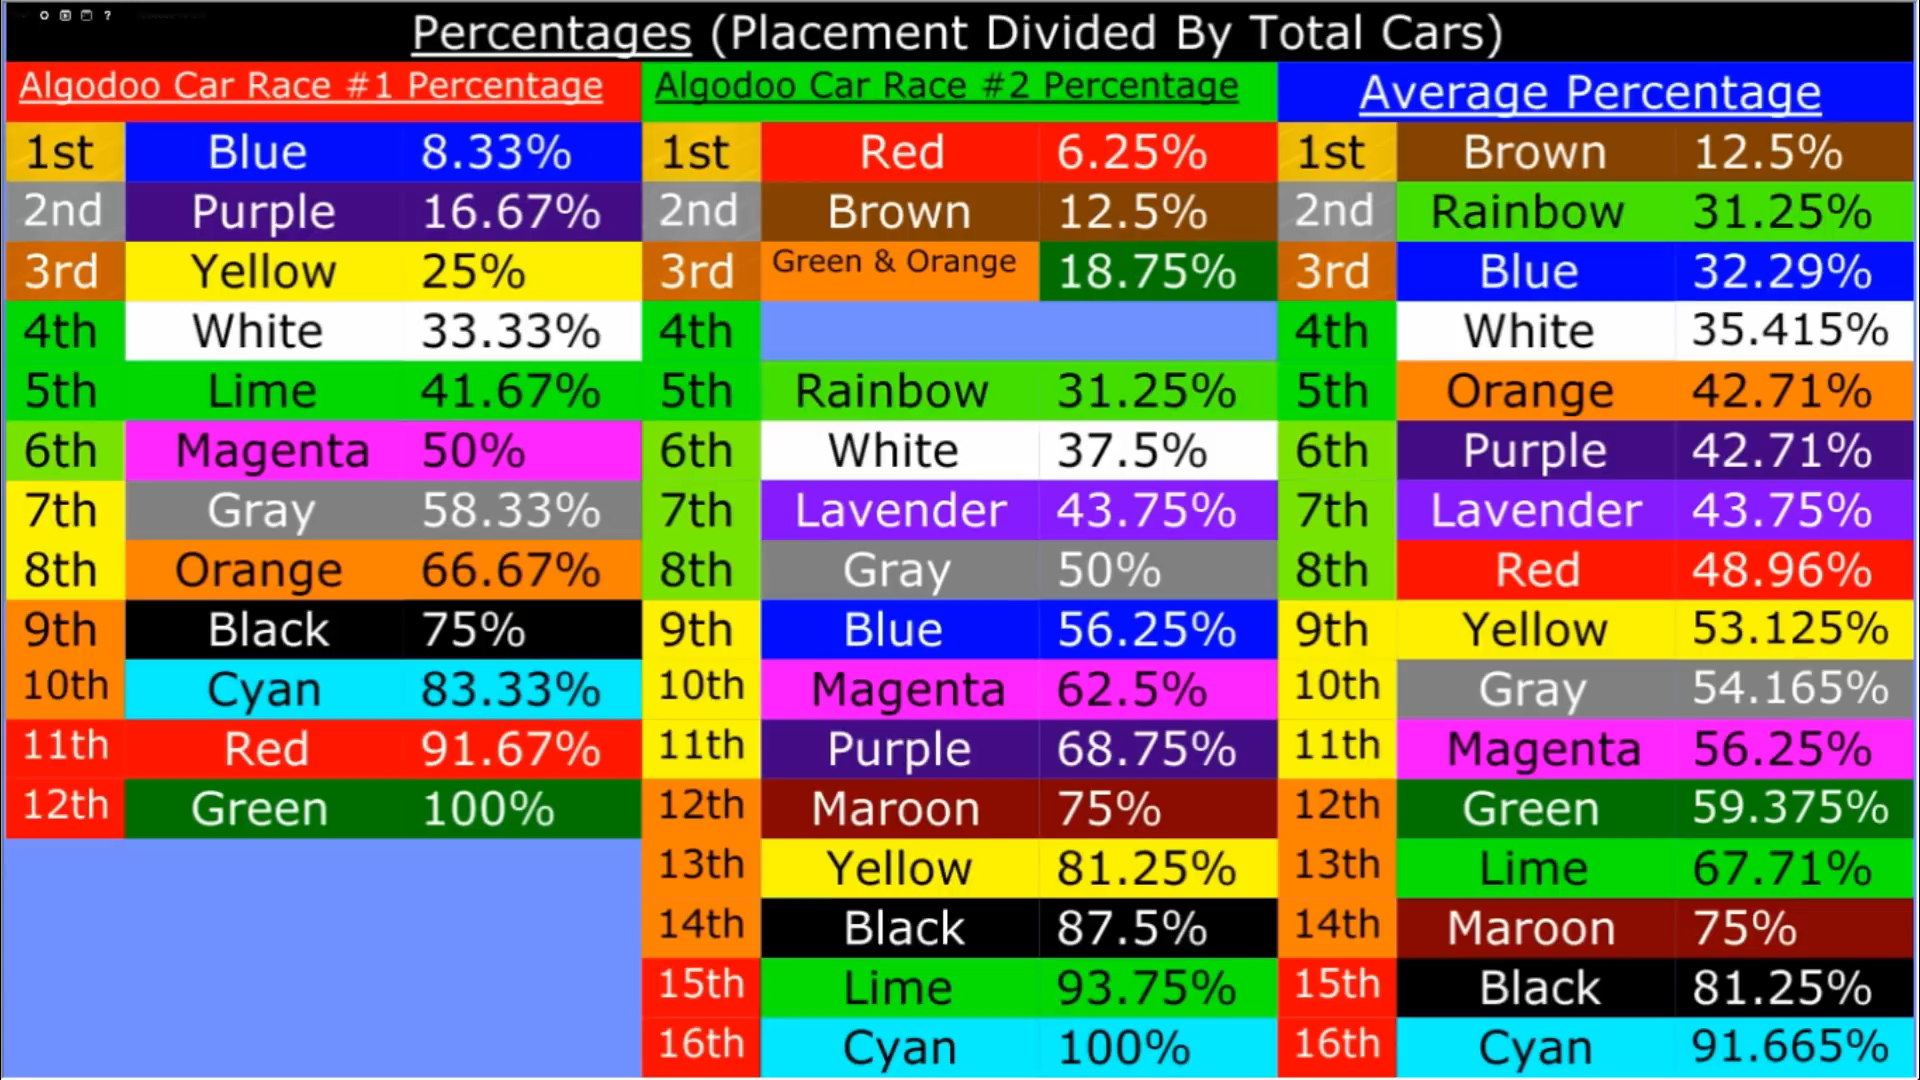 ?
Percentages (Placement Divided By Total Cars)
Algodoo Car Race #1 Percentage
1st Blue 8.33%
2nd Purple 16.67%
3rd Yellow 25%
4th White 33.33%
5th Lime 41.67%
6th Magenta 50%
7th Gray 58.33%
8th Orange 66.67%
9th Black 75%
10th Cyan 83.33%
11th Red 91.67%
12th Green 100%
Algodoo Car Race #2 Percentage
1st Red 6.25%
2nd Brown 12.5%
3rd Green & Orange 18.75%
4th
5th Rainbow 31.25%
6th White 37.5%
7th Lavender 43.75%
8th Gray 50%
9th Blue 56.25%
10th Magenta 62.5%
11th Purple 68.75%
12th Maroon 75%
13th Yellow 81.25%
14th Black 87.5%
15th Lime 93.75%
16th Cyan 100%
Average Percentage
1st Brown 12.5%
2nd Rainbow 31.25%
3rd Blue 32.29%
4th White 35.415%
5th Orange 42.71%
6th Purple 42.71%
7th Lavender 43.75%
8th Red 48.96%
9th Yellow 53.125%
10th Gray 54.165%
11th Magenta 56.25%
12th Green 59.375%
13th Lime 67.71%
14th Maroon 75%
15th Black 81.25%
16th Cyan 91.665%